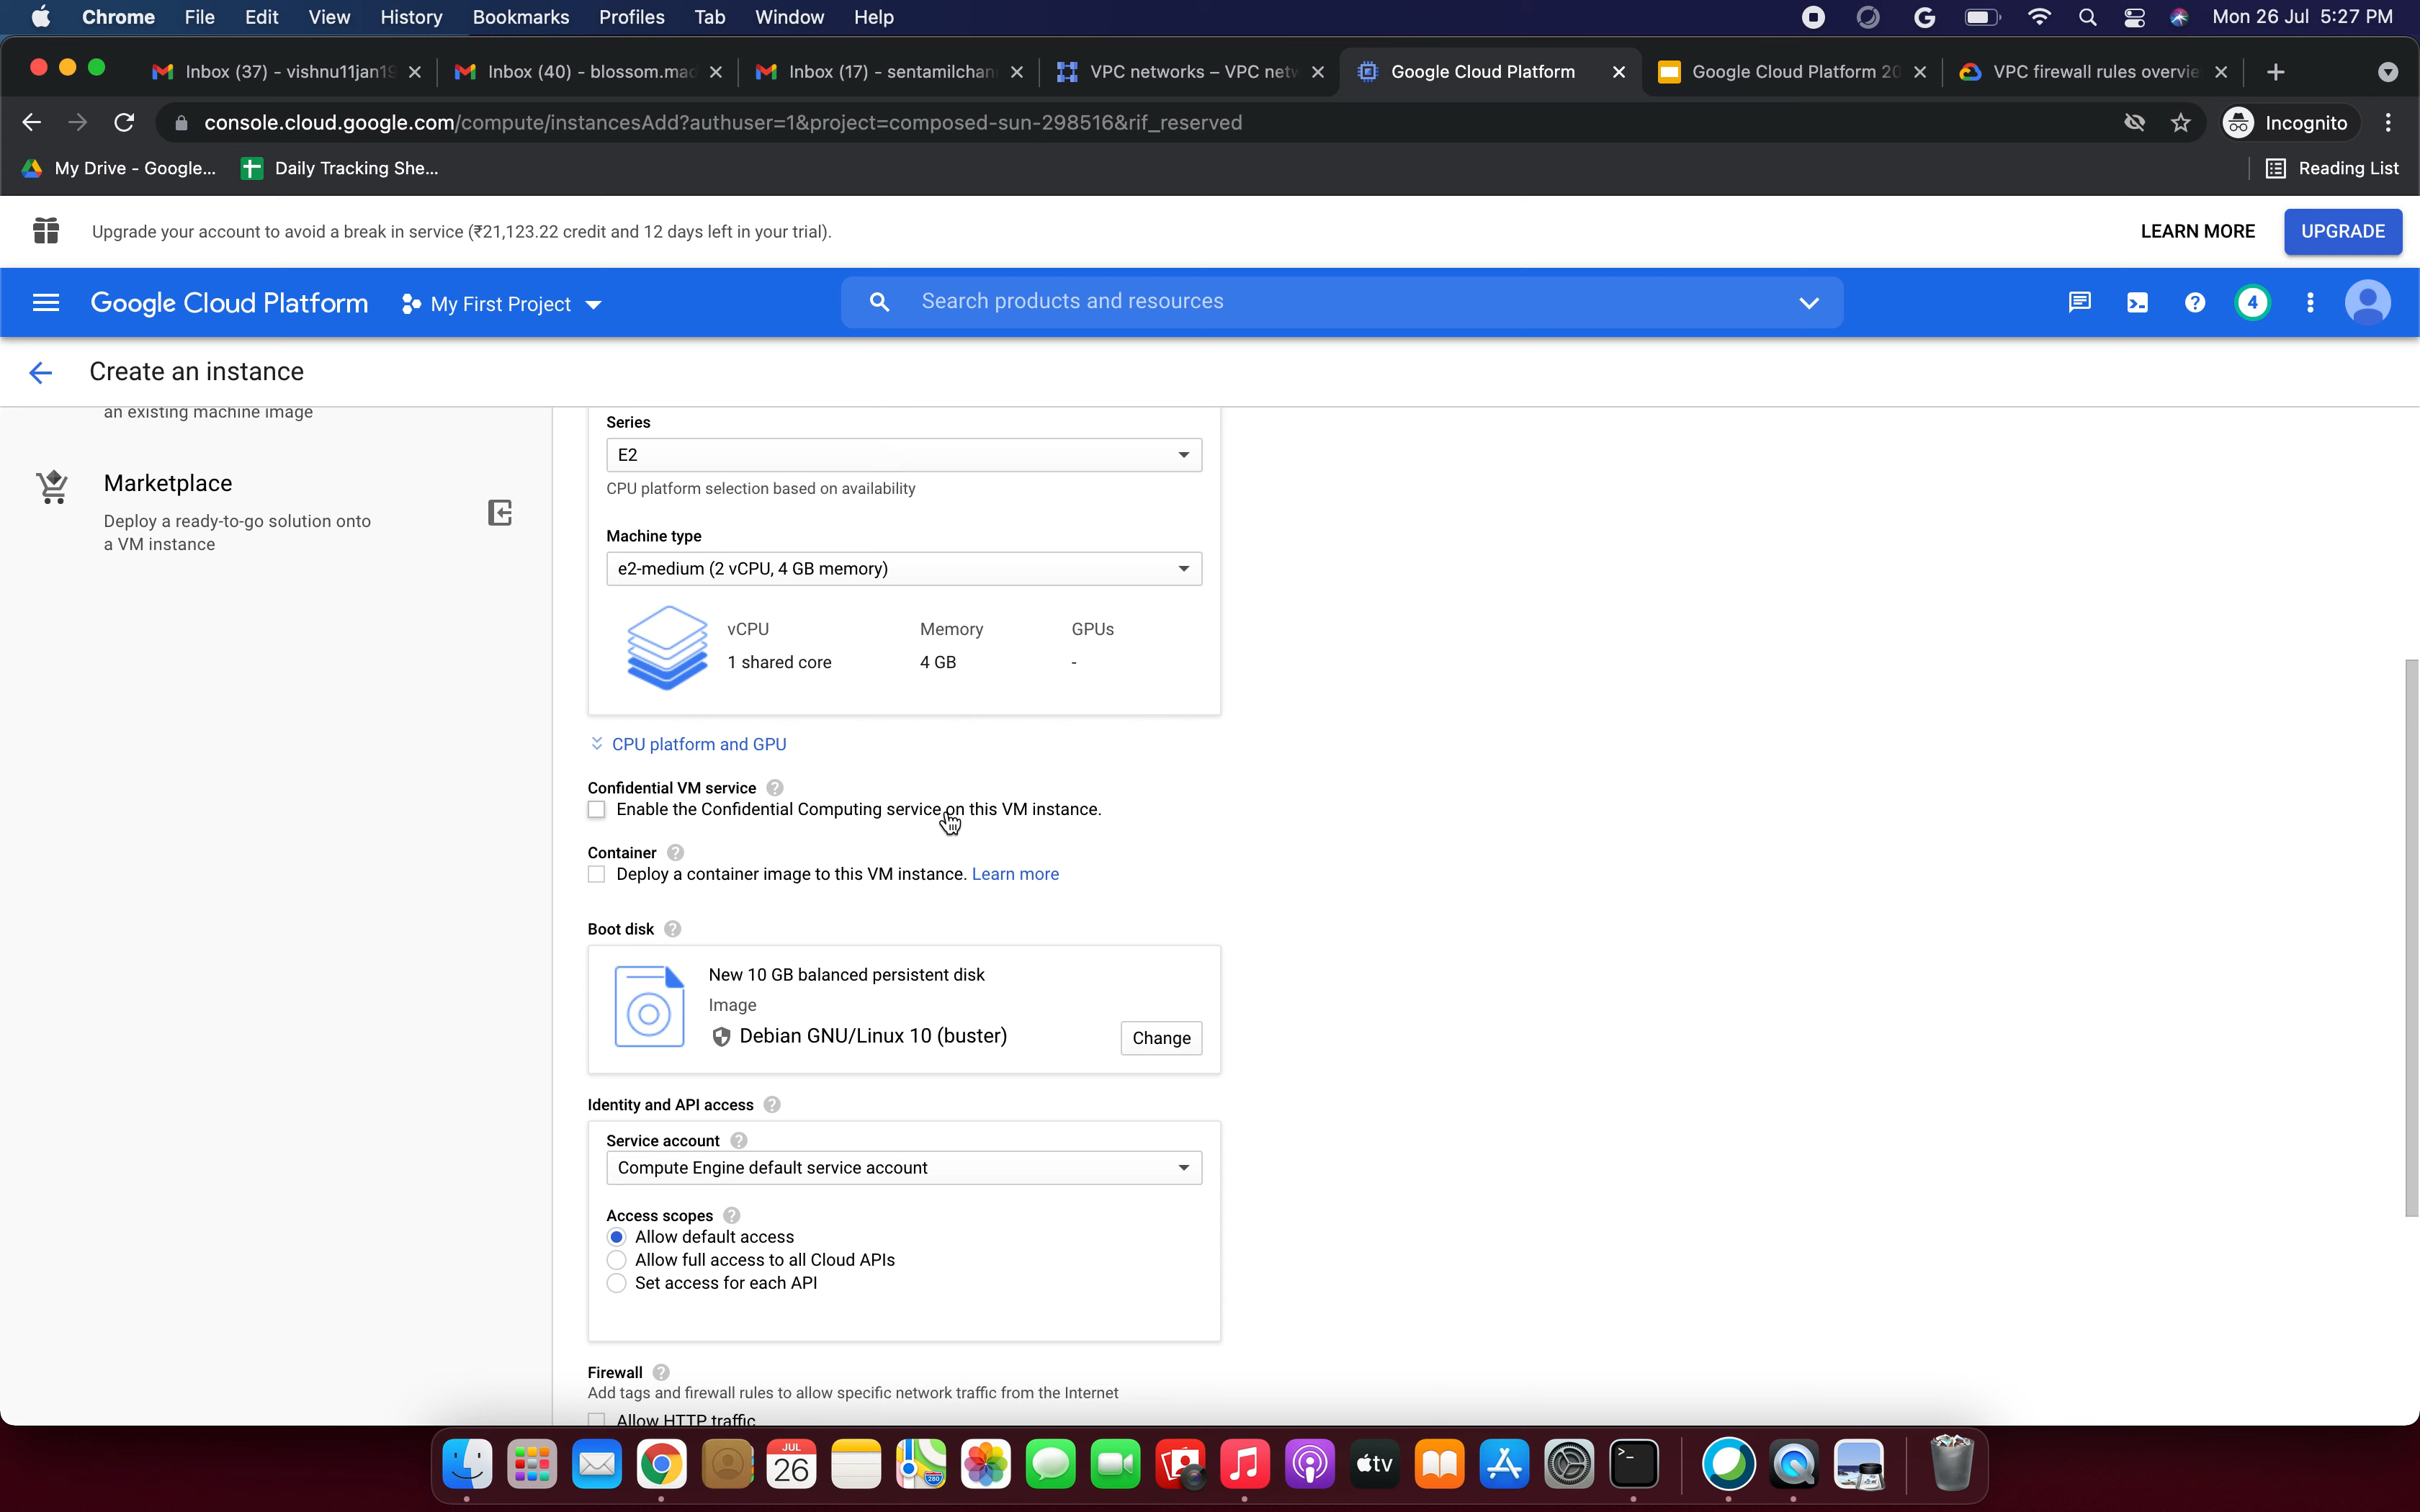 Chrome File Edit View History Bookmarks Profiles Tab Window Help Mon 26 Jul 5:27 PM
Inbox (37) - vishnu11jan19 Inbox (40) - blossom.mac Inbox (17) - sentamilchan VPC networks – VPC netw Google Cloud Platform Google Cloud Platform 20 VPC firewall rules overvie
console.cloud.google.com/compute/instancesAdd?authuser=1&project=composed-sun-298516&rif_reserved Incognito
My Drive - Google... Daily Tracking She... Reading List
Upgrade your account to avoid a break in service (₹21,123.22 credit and 12 days left in your trial). LEARN MORE UPGRADE
Google Cloud Platform My First Project Search products and resources 4
Create an instance
an existing machine image
Marketplace
Deploy a ready-to-go solution onto
a VM instance
Series
E2
CPU platform selection based on availability
Machine type
e2-medium (2 vCPU, 4 GB memory)
vCPU Memory GPUs
1 shared core 4 GB -
CPU platform and GPU
Confidential VM service
Enable the Confidential Computing service on this VM instance.
Container
Deploy a container image to this VM instance. Learn more
Boot disk
New 10 GB balanced persistent disk
Image
Debian GNU/Linux 10 (buster)
Change
Identity and API access
Service account
Compute Engine default service account
Access scopes
Allow default access
Allow full access to all Cloud APIs
Set access for each API
Firewall
Add tags and firewall rules to allow specific network traffic from the Internet
Allow HTTP traffic
JUL
26
280
tv